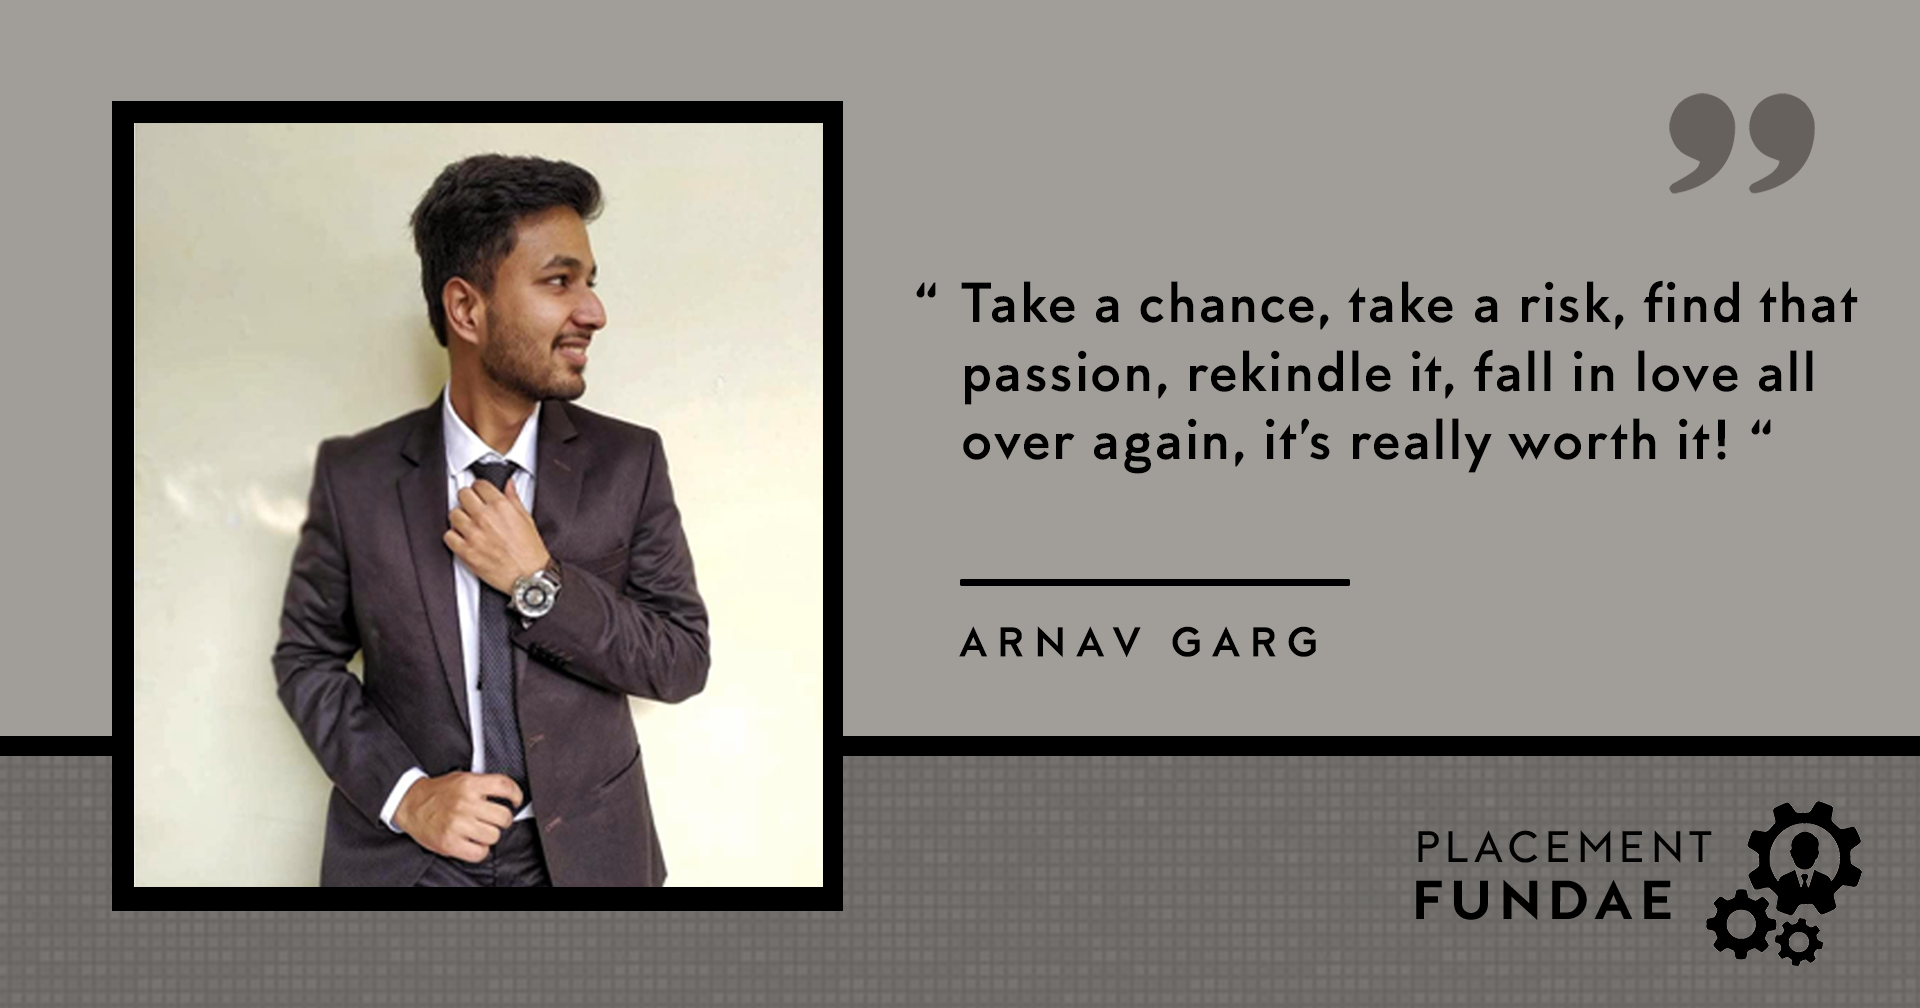 “ Take a chance, take a risk, find that
passion, rekindle it, fall in love all
over again, it’s really worth it! “
ARNAV GARG
PLACEMENT
FUNDAE